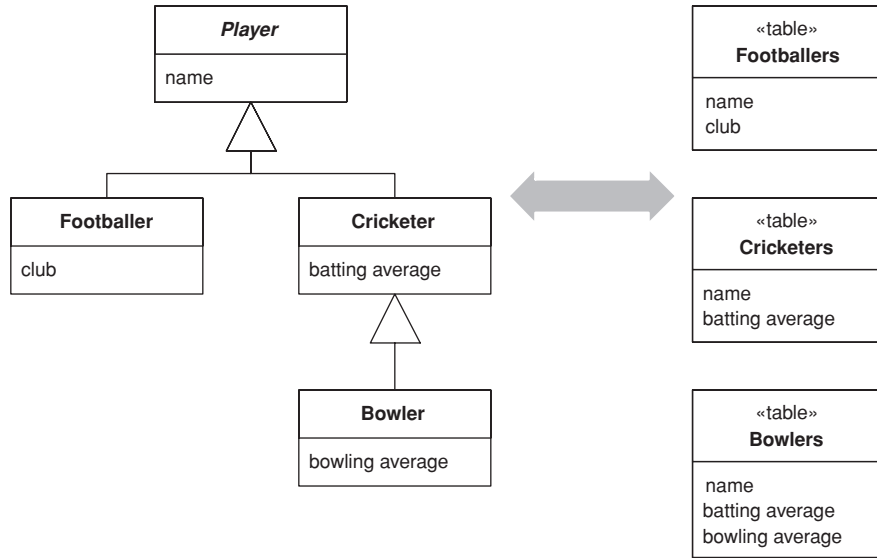 Player
name
Footballer
club
Cricketer
batting average
Bowler
bowling average
«table»
Footballers
name
club
«table»
Cricketers
name
batting average
«table»
Bowlers
name
batting average
bowling average